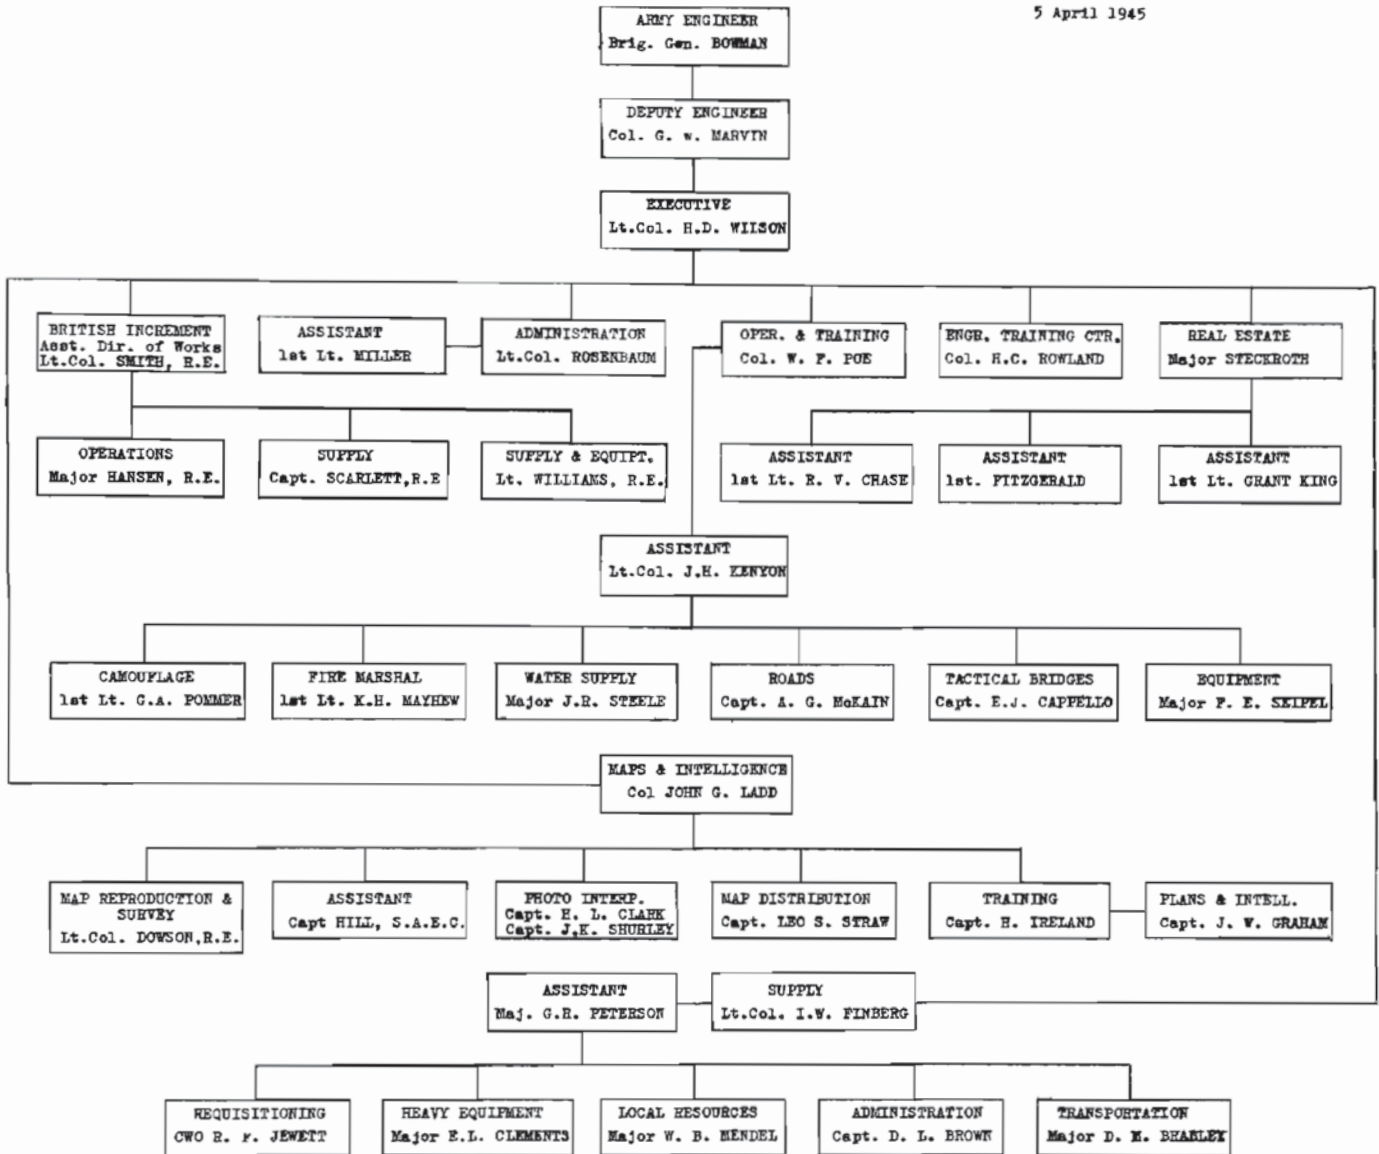 5 April 1945
ARMY ENGINEER
Brig. Gen. BOWMAN
DEPUTY ENGINEER
Col. G. W. MARVIN
EXECUTIVE
Lt.Col. H.D. WILSON
BRITISH INCREMENT
Asst. Dir. of Works
Lt.Col. SMITH, R.E.
ASSISTANT
1st Lt. MILLER
ADMINISTRATION
Lt.Col. ROSENBAUM
OPER. & TRAINING
Col. W. F. POE
ENGR. TRAINING CTR.
Col. H.C. ROWLAND
REAL ESTATE
Major STECKROTH
OPERATIONS
Major HANSEN, R.E.
SUPPLY
Capt. SCARLETT,R.E
SUPPLY & EQUIPT.
Lt. WILLIAMS, R.E.
ASSISTANT
1st Lt. R. V. CHASE
ASSISTANT
1st. FITZGERALD
ASSISTANT
1st Lt. GRANT KING
ASSISTANT
Lt.Col. J.H. KENYON
CAMOUFLAGE
1st Lt. G.A. POMMER
FIRE MARSHAL
1st Lt. K.H. MAYHEW
WATER SUPPLY
Major J.R. STEELE
ROADS
Capt. A. G. McKAIN
TACTICAL BRIDGES
Capt. E.J. CAPPELLO
EQUIPMENT
Major F. E. SEIPEL
MAPS & INTELLIGENCE
Col JOHN G. LADD
MAP REPRODUCTION &
SURVEY
Lt.Col. DOWSON,R.E.
ASSISTANT
Capt HILL, S.A.E.C.
PHOTO INTERP.
Capt. H. L. CLARK
Capt. J.K. SHURLEY
MAP DISTRIBUTION
Capt. LEO S. STRAW
TRAINING
Capt. H. IRELAND
PLANS & INTELL.
Capt. J. W. GRAHAM
ASSISTANT
Maj. G.R. PETERSON
SUPPLY
Lt.Col. I.W. FINBERG
REQUISITIONING
CWO R. F. JEWETT
HEAVY EQUIPMENT
Major E.L. CLEMENTS
LOCAL RESOURCES
Major W. B. MENDEL
ADMINISTRATION
Capt. D. L. BROWN
TRANSPORTATION
Major D. M.